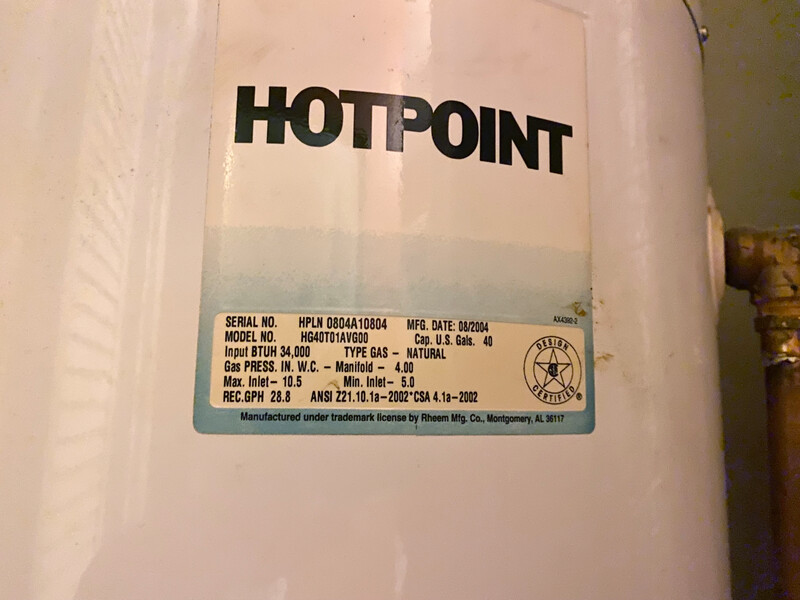 HOTPOINT
AX4392-2
SERIAL NO. HPLN 0804A10804 MFG. DATE: 08/2004
MODEL NO. HG40T01AVG00 Cap. U.S. Gals. 40
Input BTUH 34,000 TYPE GAS – NATURAL
Gas PRESS. IN. W.C. – Manifold – 4.00
Max. Inlet– 10.5 Min. Inlet– 5.0
REC.GPH 28.8 ANSI Z21.10.1a–2002*CSA 4.1a–2002
DESIGN
CERTIFIED ®
Manufactured under trademark license by Rheem Mfg. Co., Montgomery, AL 36117